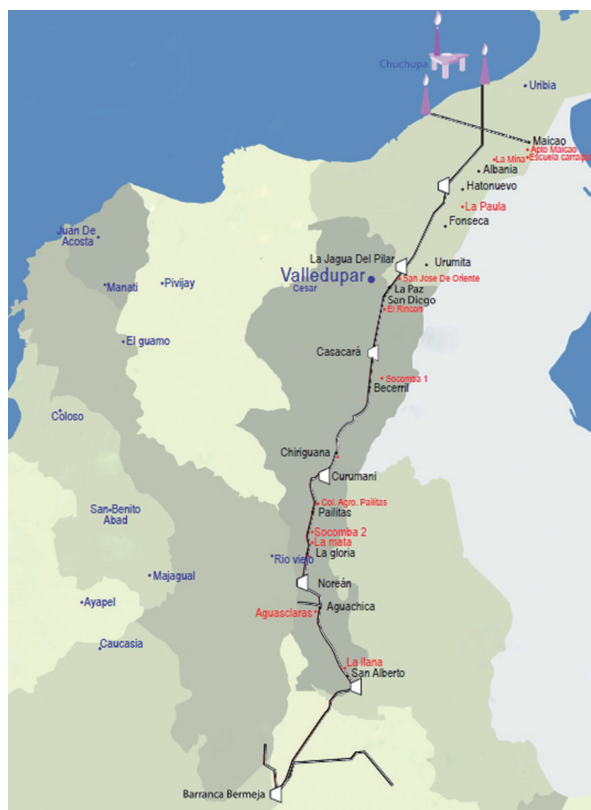 Chuchupa
Uribia
Maicao
Apto Maicao
La Mina
Escuela carraipia
Albania
Hatonuevo
La Paula
Fonseca
Juan De
Acosta
La Jagua Del Pilar
Urumita
Valledupar
Cesar
San Jose De Oriente
Manati
Pivijay
La Paz
San Diego
El Rincon
El guamo
Casacará
Socomba 1
Becerril
Coloso
Chiriguana
Curumani
Col. Agro. Pailitas
San Benito
Abad
Pailitas
Socomba 2
La mata
La gloria
Rio viejo
Majagual
Noreán
Ayapel
Aguachica
Aguasclaras
Caucasia
La llana
San Alberto
Barranca Bermeja